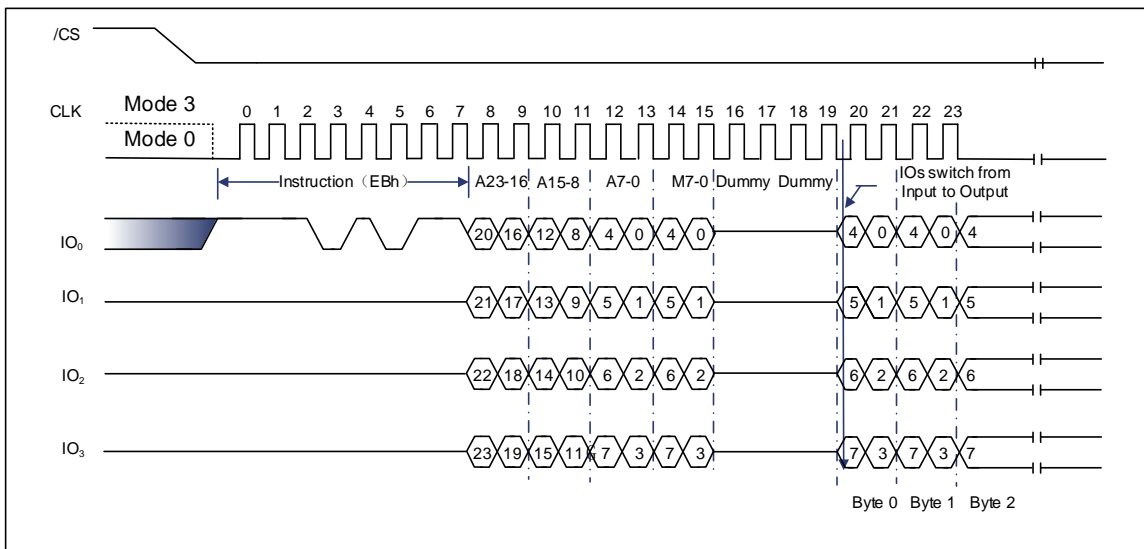 /CS
CLK
Mode 3
Mode 0
0 1 2 3 4 5 6 7 8 9 10 11 12 13 14 15 16 17 18 19 20 21 22 23
Instruction（EBh） A23-16 A15-8 A7-0 M7-0 Dummy Dummy
IOs switch from
Input to Output
IO0 20 16 12 8 4 0 4 0 4 0 4 0 4
IO1 21 17 13 9 5 1 5 1 5 1 5 1 5
IO2 22 18 14 10 6 2 6 2 6 2 6 2 6
IO3 23 19 15 11 7 3 7 3 7 3 7 3 7
Byte 0 Byte 1 Byte 2